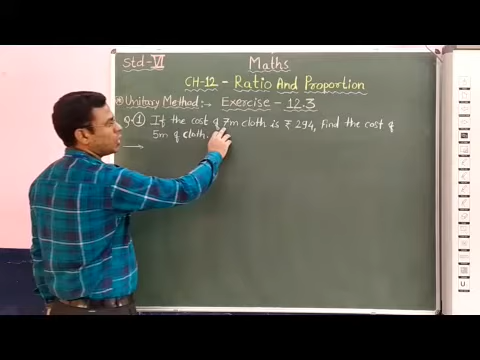 Std-VI
Maths
CH-12 - Ratio And Proportion
Unitary Method:→ Exercise - 12.3
Q.① If the cost of 7m cloth is ₹ 294, Find the cost of
5m of cloth.
→